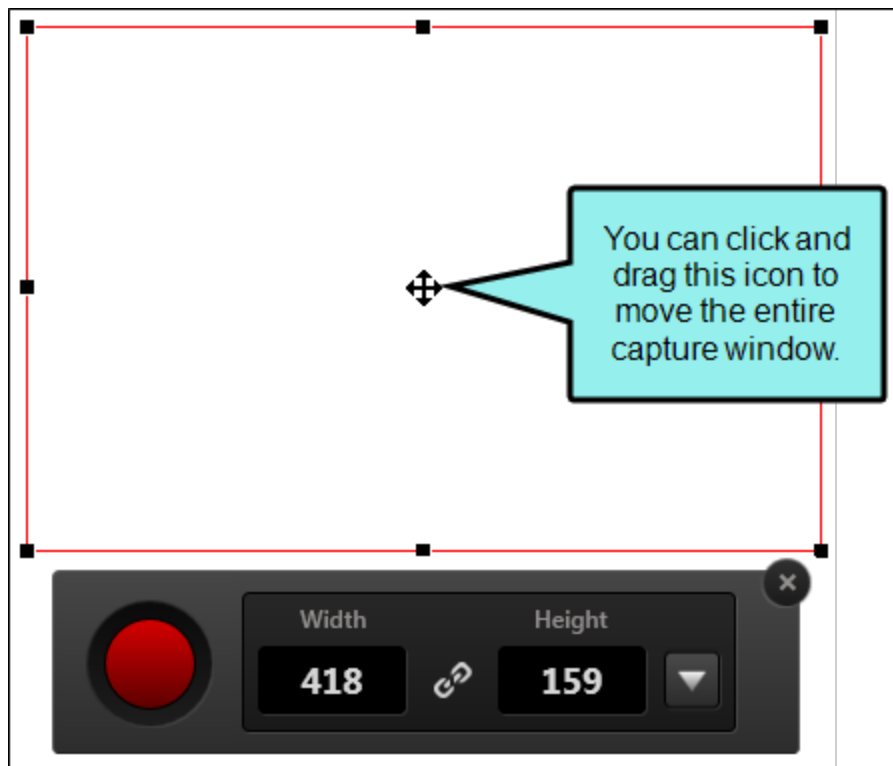 You can click and
drag this icon to
move the entire
capture window.
Width Height
418 159